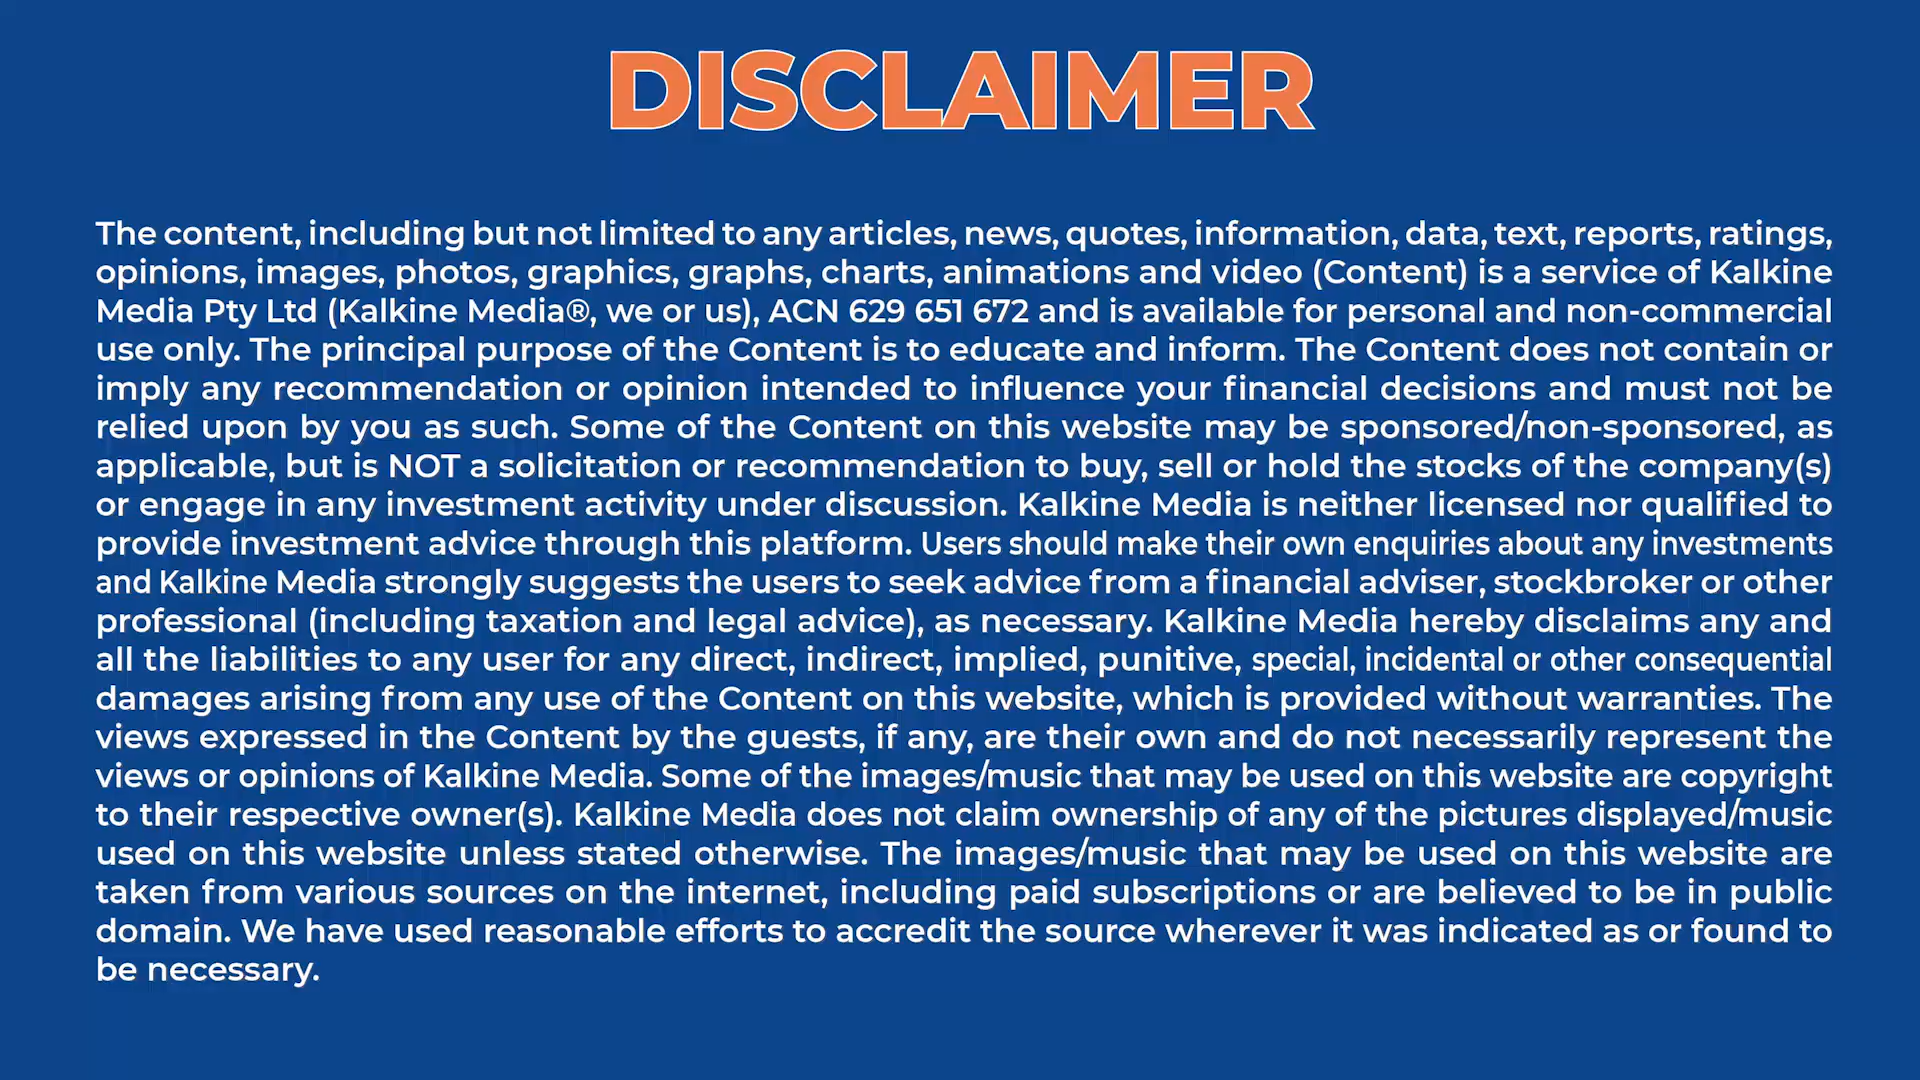 DISCLAIMER
The content, including but not limited to any articles, news, quotes, information, data, text, reports, ratings,
opinions, images, photos, graphics, graphs, charts, animations and video (Content) is a service of Kalkine
Media Pty Ltd (Kalkine Media®, we or us), ACN 629 651 672 and is available for personal and non-commercial
use only. The principal purpose of the Content is to educate and inform. The Content does not contain or
imply any recommendation or opinion intended to influence your financial decisions and must not be
relied upon by you as such. Some of the Content on this website may be sponsored/non-sponsored, as
applicable, but is NOT a solicitation or recommendation to buy, sell or hold the stocks of the company(s)
or engage in any investment activity under discussion. Kalkine Media is neither licensed nor qualified to
provide investment advice through this platform. Users should make their own enquiries about any investments
and Kalkine Media strongly suggests the users to seek advice from a financial adviser, stockbroker or other
professional (including taxation and legal advice), as necessary. Kalkine Media hereby disclaims any and
all the liabilities to any user for any direct, indirect, implied, punitive, special, incidental or other consequential
damages arising from any use of the Content on this website, which is provided without warranties. The
views expressed in the Content by the guests, if any, are their own and do not necessarily represent the
views or opinions of Kalkine Media. Some of the images/music that may be used on this website are copyright
to their respective owner(s). Kalkine Media does not claim ownership of any of the pictures displayed/music
used on this website unless stated otherwise. The images/music that may be used on this website are
taken from various sources on the internet, including paid subscriptions or are believed to be in public
domain. We have used reasonable efforts to accredit the source wherever it was indicated as or found to
be necessary.